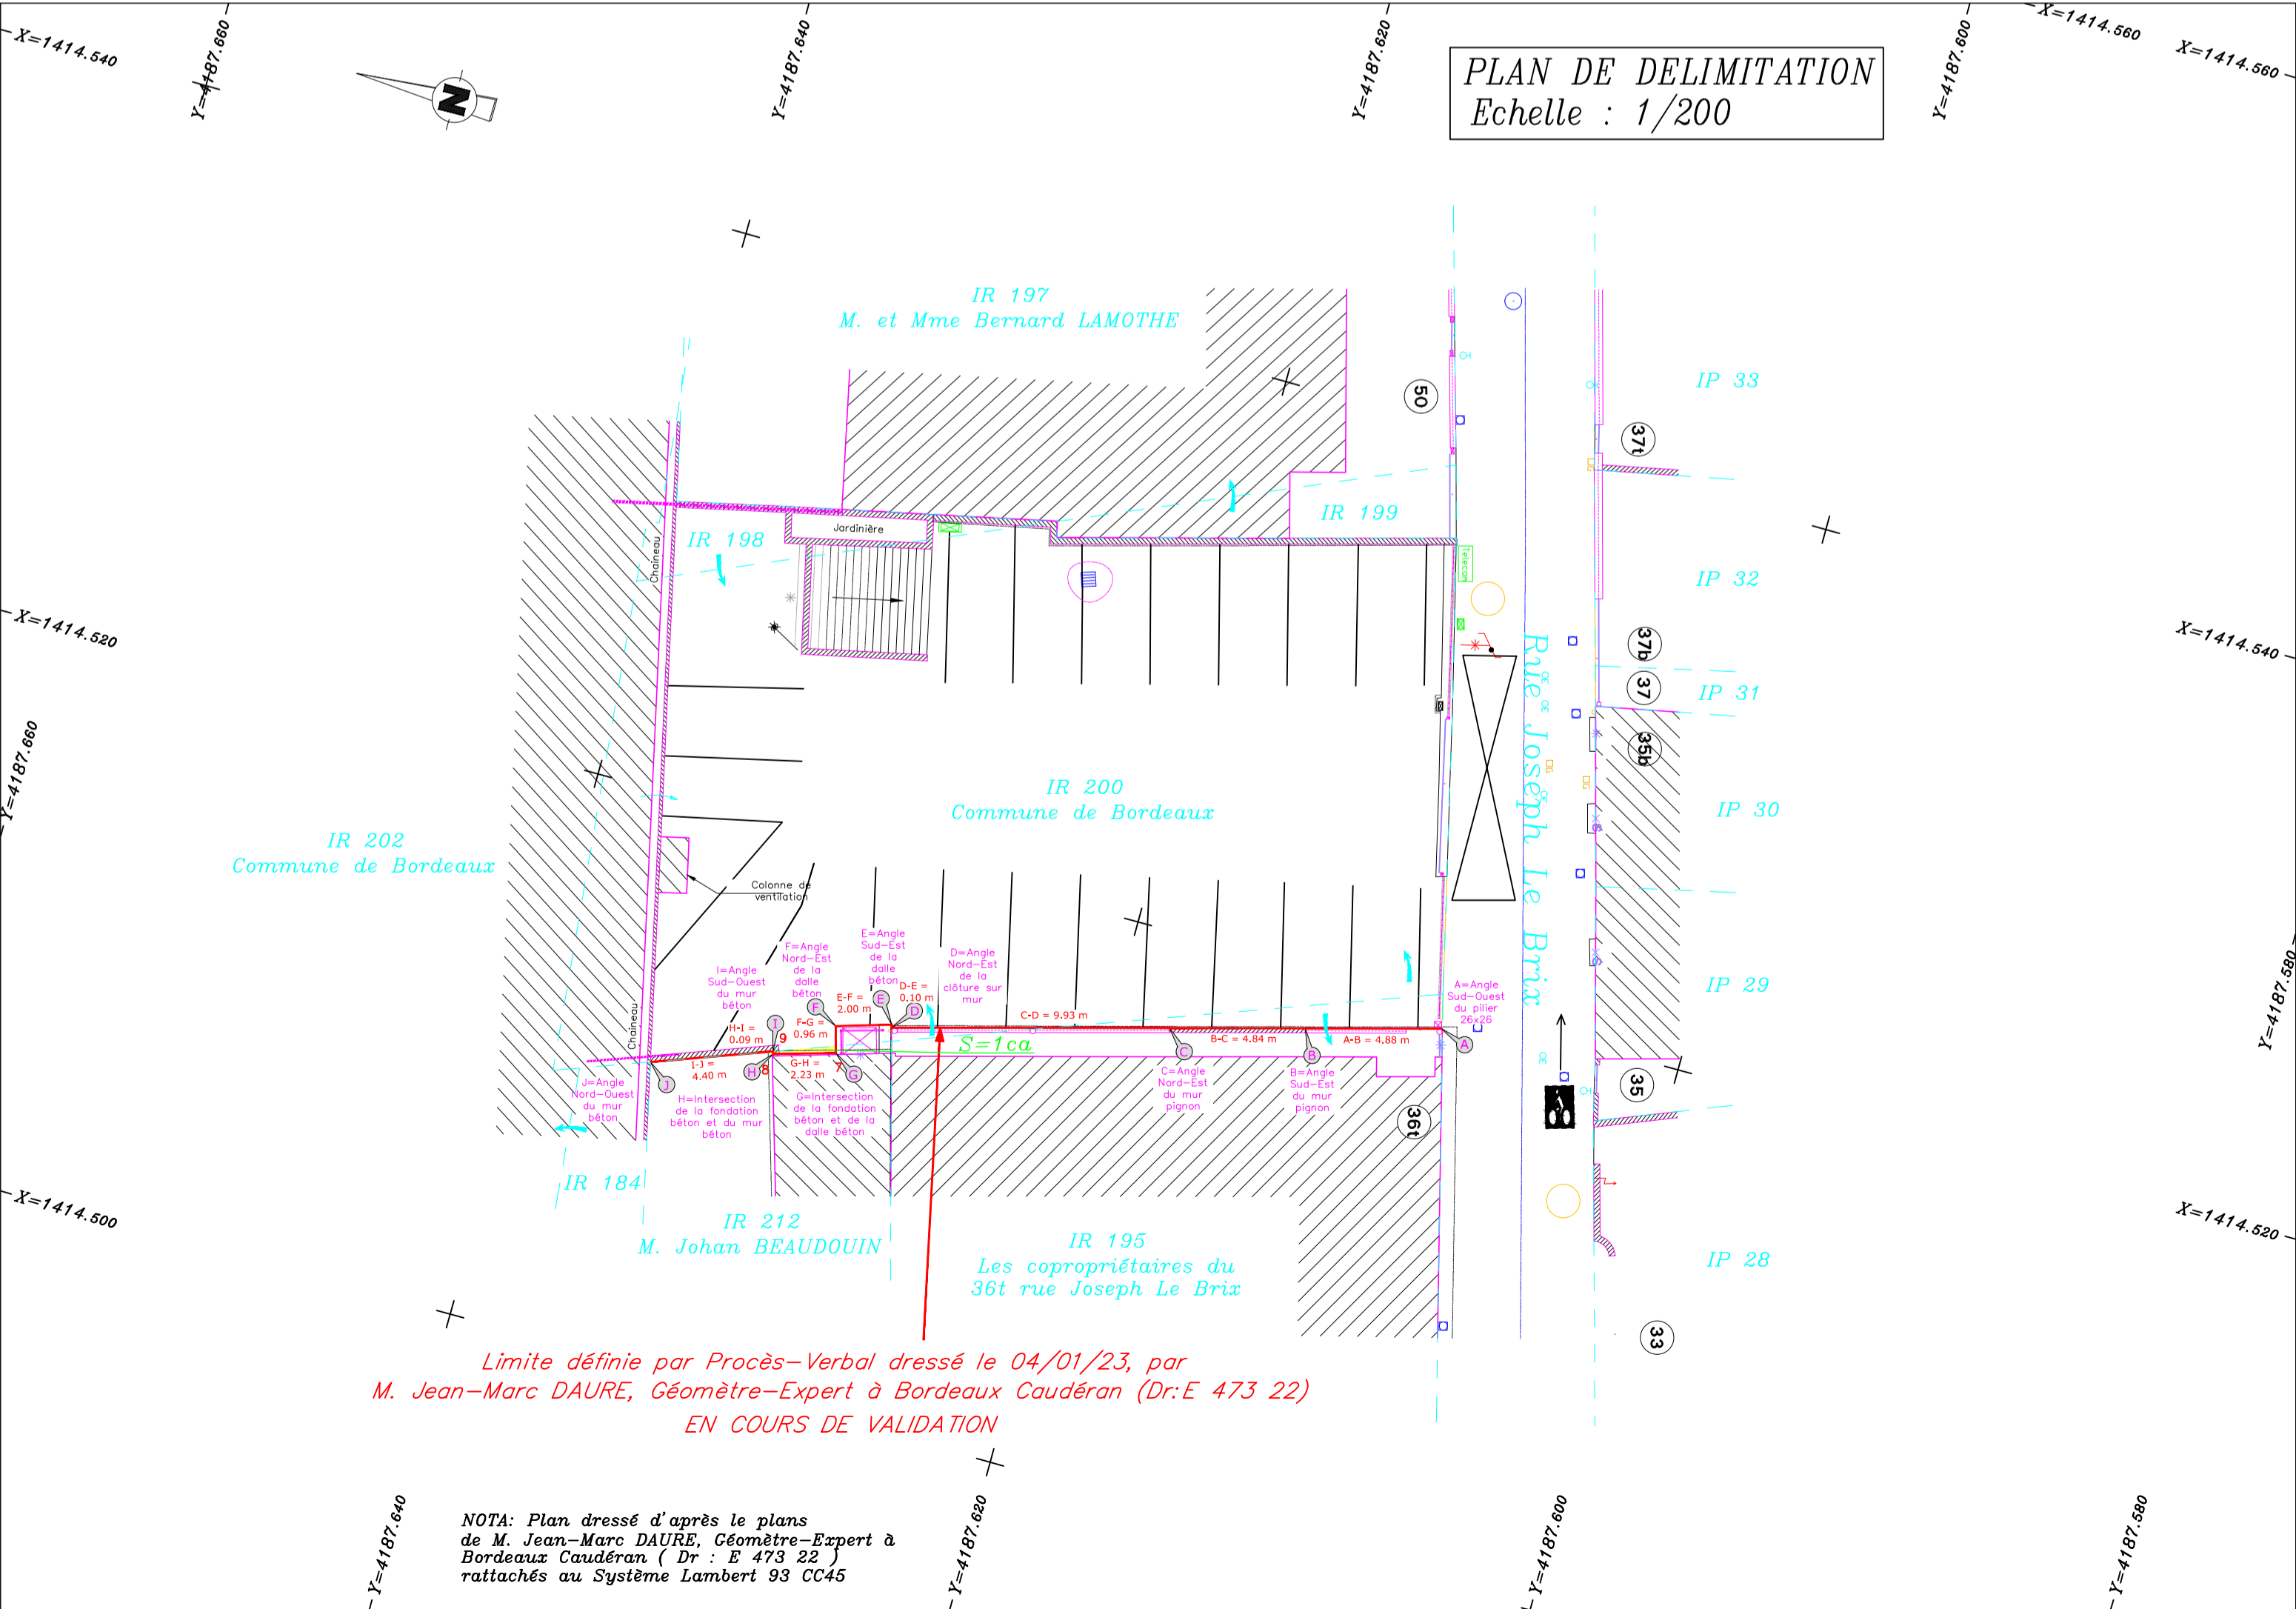 X=1414.540
Y=4187.660
Y=4187.640
Y=4187.620
Y=4187.600
X=1414.560
X=1414.560
N
PLAN DE DELIMITATION
Echelle : 1/200
IR 197
M. et Mme Bernard LAMOTHE
IP 33
50
37t
IR 198
Jardinière
IR 199
Chaineau
Telecom
IP 32
X=1414.520
X=1414.540
37b
37
IP 31
35b
Rue Joseph Le Brix
IR 200
Commune de Bordeaux
IP 30
Y=4187.660
IR 202
Commune de Bordeaux
Colonne de
ventilation
Y=4187.580
IP 29
I=Angle
Sud-Ouest
du mur
béton
F=Angle
Nord-Est
de la
dalle
béton
E=Angle
Sud-Est
de la
dalle
béton
D=Angle
Nord-Est
de la
clôture sur
mur
A=Angle
Sud-Ouest
du pilier
26x26
E-F =
2.00 m
D-E =
0.10 m
C-D = 9.93 m
B-C = 4.84 m
A-B = 4.88 m
F-G =
0.96 m
H-I =
0.09 m
G-H =
2.23 m
I-J =
4.40 m
Chaineau
S=1ca
F
E
D
I
9
8
7
H
G
J
C
B
A
J=Angle
Nord-Ouest
du mur
béton
H=Intersection
de la fondation
béton et du mur
béton
G=Intersection
de la fondation
béton et de la
dalle béton
C=Angle
Nord-Est
du mur
pignon
B=Angle
Sud-Est
du mur
pignon
36t
35
X=1414.500
X=1414.520
IR 184
IR 212
M. Johan BEAUDOUIN
IR 195
Les copropriétaires du
36t rue Joseph Le Brix
IP 28
33
Limite définie par Procès-Verbal dressé le 04/01/23, par
M. Jean-Marc DAURE, Géomètre-Expert à Bordeaux Caudéran (Dr:E 473 22)
EN COURS DE VALIDATION
NOTA: Plan dressé d'après le plans
de M. Jean-Marc DAURE, Géomètre-Expert à
Bordeaux Caudéran ( Dr : E 473 22 )
rattachés au Système Lambert 93 CC45
Y=4187.640
Y=4187.620
Y=4187.600
Y=4187.580